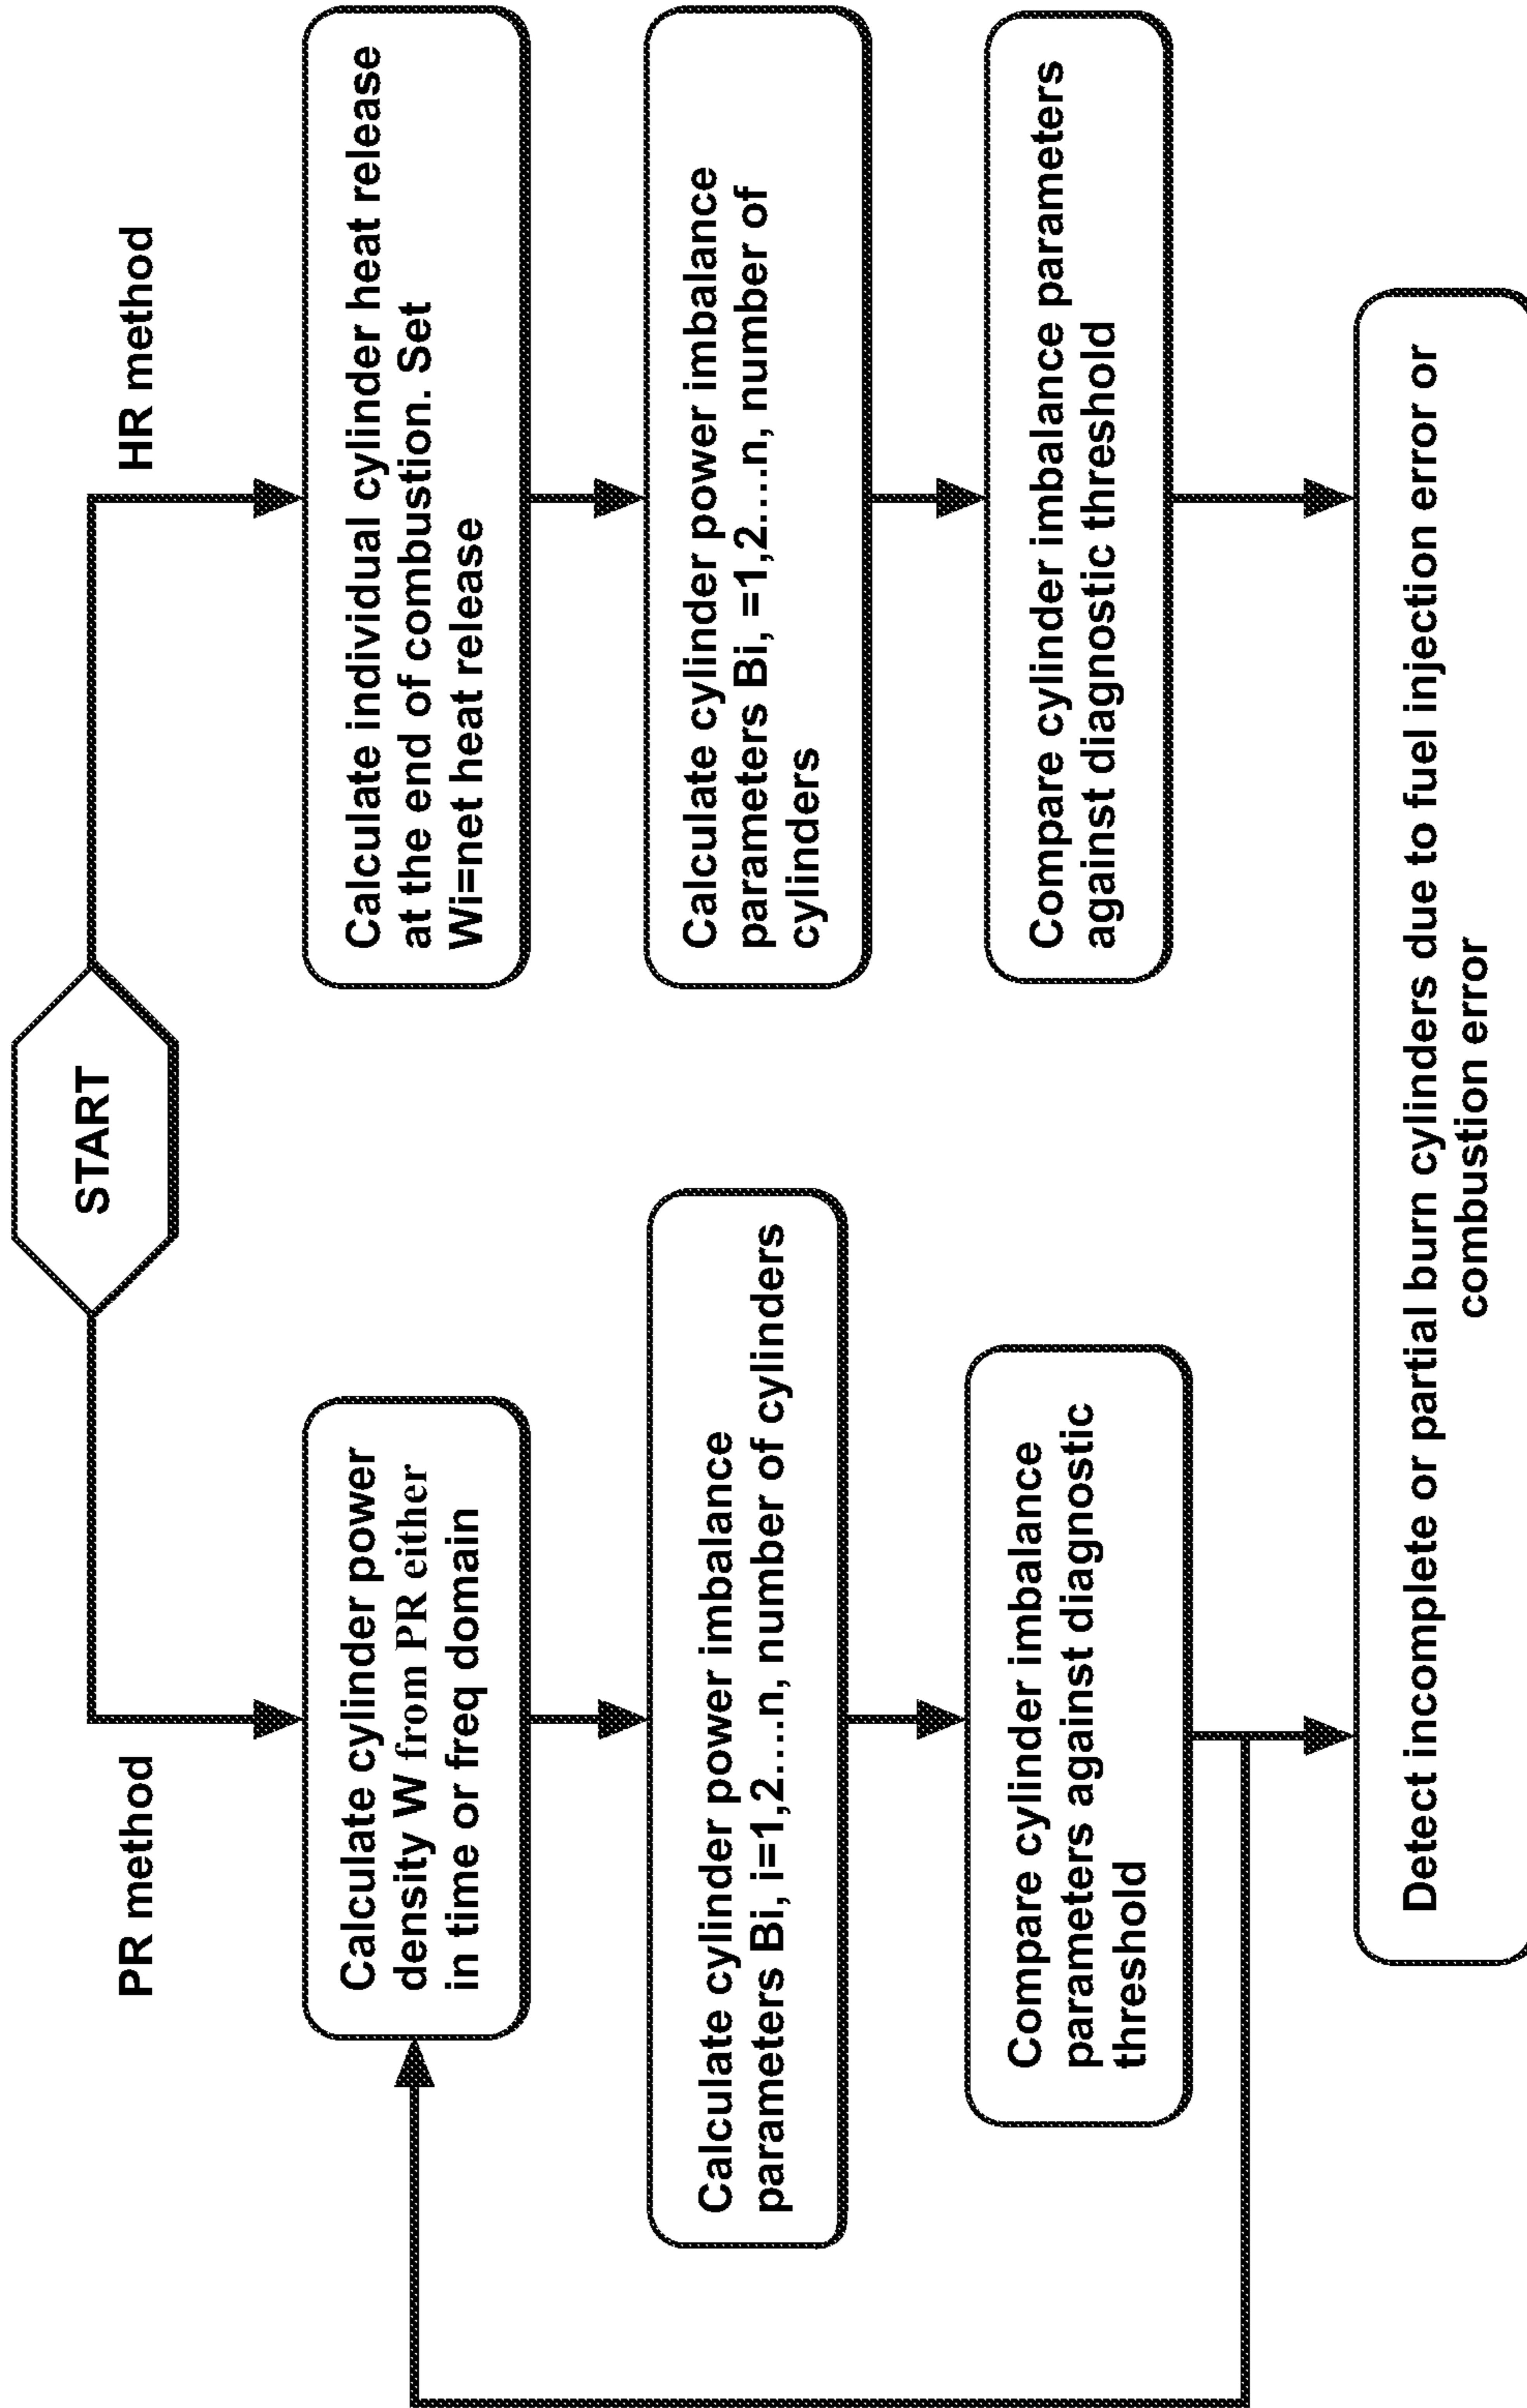 START
PR method
HR method
Calculate cylinder power
density W from PR either
in time or freq domain
Calculate cylinder power imbalance
parameters Bi, i=1,2....n, number of cylinders
Compare cylinder imbalance
parameters against diagnostic
threshold
Calculate individual cylinder heat release
at the end of combustion. Set
Wi=net heat release
Calculate cylinder power imbalance
parameters Bi, =1,2....n, number of
cylinders
Compare cylinder imbalance parameters
against diagnostic threshold
Detect incomplete or partial burn cylinders due to fuel injection error or
combustion error